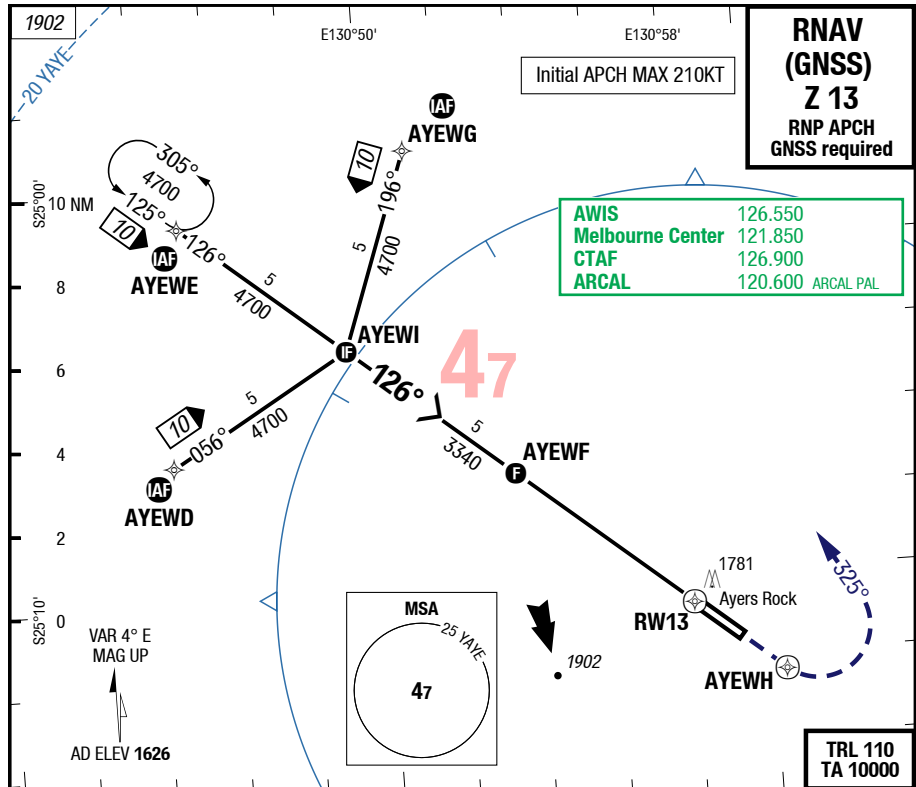 1902
20 YAYE
E130°50'
E130°58'
Initial APCH MAX 210KT
RNAV
(GNSS)
Z 13
RNP APCH
GNSS required
IAF
AYEWG
10
196°
5
4700
305°
4700
125°
10
126°
IAF
AYEWE
5
4700
S25°00'
10 NM
8
6
4
2
0
S25°10'
AWIS 126.550
Melbourne Center 121.850
CTAF 126.900
ARCAL 120.600 ARCAL PAL
AYEWI
IF
47
126°
5
3340
10
056°
5
4700
IAF
AYEWD
AYEWF
F
1781
Ayers Rock
RW13
325°
AYEWH
VAR 4° E
MAG UP
AD ELEV 1626
MSA
25 YAYE
47
1902
TRL 110
TA 10000